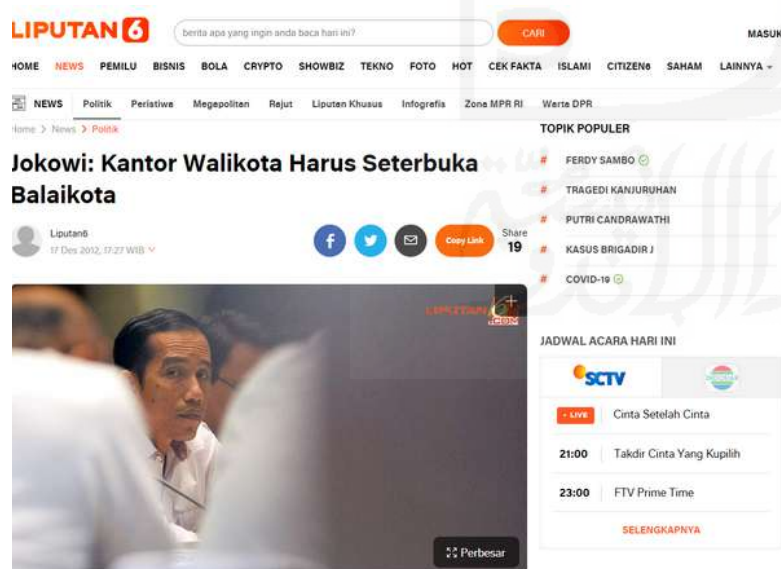 LIPUTAN 6
berita apa yang ingin anda baca hari ini?
CARI
MASUK
HOME NEWS PEMILU BISNIS BOLA CRYPTO SHOWBIZ TEKNO FOTO HOT CEK FAKTA ISLAMI CITIZEN6 SAHAM LAINNYA
NEWS Politik Peristiwa Megapolitan Rajut Liputan Khusus Infografis Zona MPR RI Warta DPR
Home > News > Politik
Jokowi: Kantor Walikota Harus Seterbuka
Balaikota
Liputan6
17 Des 2012, 17:27 WIB
f
Copy Link
Share
19
LIPUTAN 6
.COM
Perbesar
TOPIK POPULER
# FERDY SAMBO
# TRAGEDI KANJURUHAN
# PUTRI CANDRAWATHI
# KASUS BRIGADIR J
# COVID-19
JADWAL ACARA HARI INI
SCTV
INDOSIAR
• LIVE Cinta Setelah Cinta
21:00 Takdir Cinta Yang Kupilih
23:00 FTV Prime Time
SELENGKAPNYA